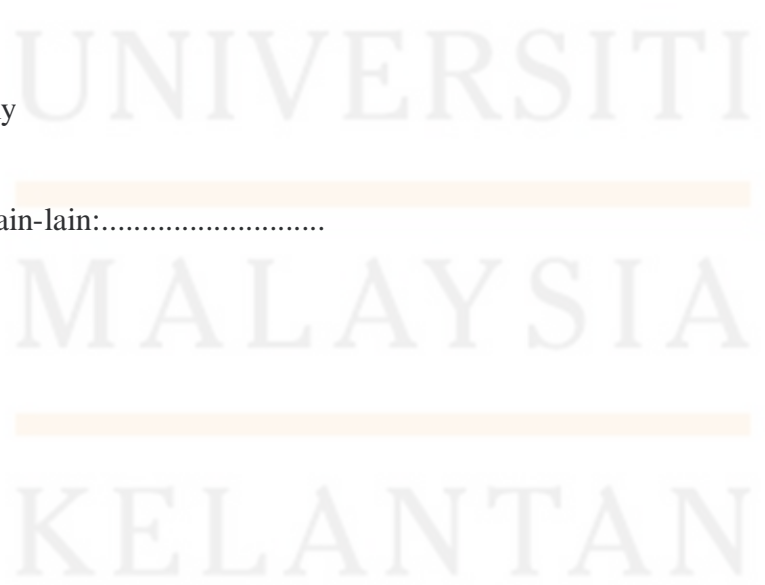 UNIVERSITI
y
ain-lain:...........................
MALAYSIA
KELANTAN